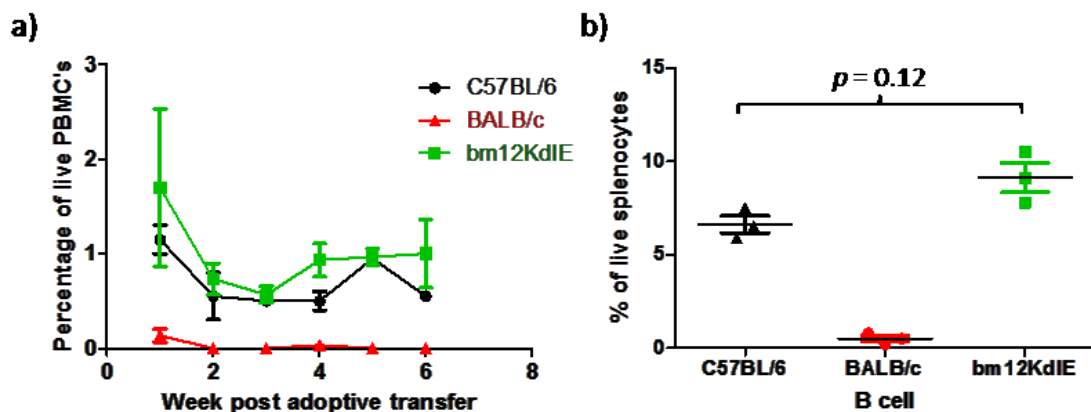 a)
Percentage of live PBMC's
3
2
1
0
C57BL/6
BALB/c
bm12KdIE
0
2
4
6
8
Week post adoptive transfer
b)
% of live splenocytes
15
10
5
0
p = 0.12
C57BL/6
BALB/c
bm12KdIE
B cell